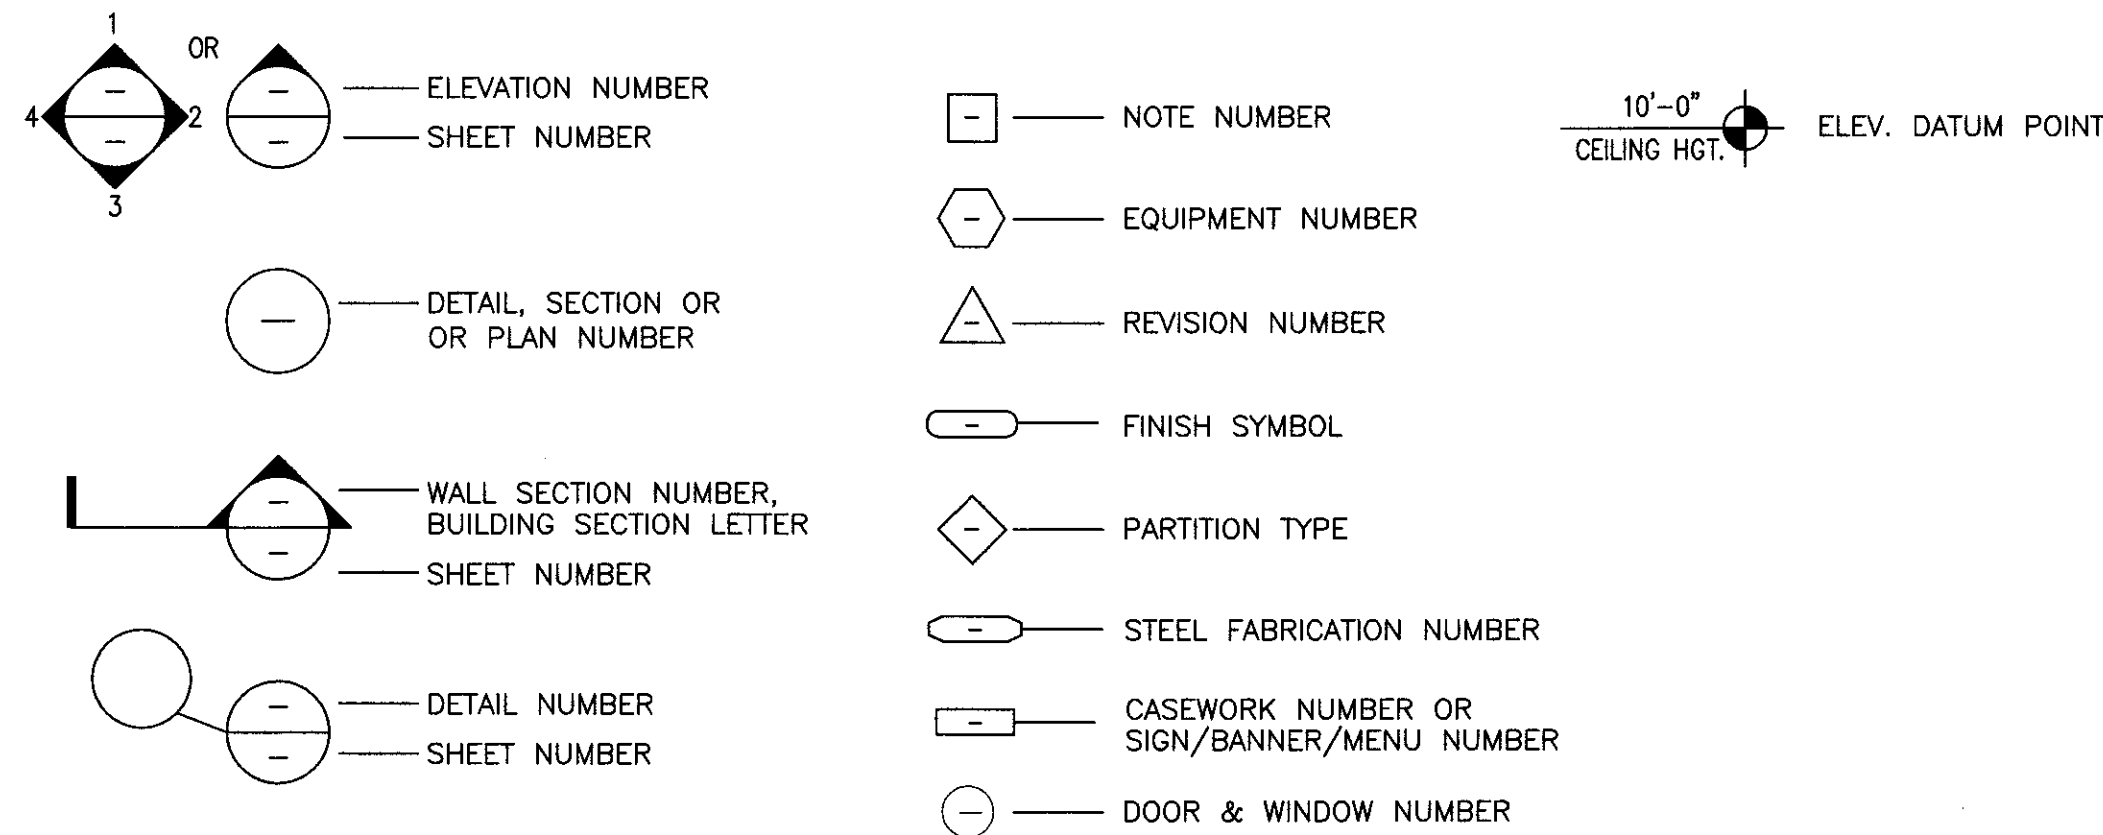 1
OR
4
2
3
ELEVATION NUMBER
SHEET NUMBER
DETAIL, SECTION OR
OR PLAN NUMBER
WALL SECTION NUMBER,
BUILDING SECTION LETTER
SHEET NUMBER
DETAIL NUMBER
SHEET NUMBER
NOTE NUMBER
EQUIPMENT NUMBER
REVISION NUMBER
FINISH SYMBOL
PARTITION TYPE
STEEL FABRICATION NUMBER
CASEWORK NUMBER OR
SIGN/BANNER/MENU NUMBER
DOOR & WINDOW NUMBER
10'-0"
CEILING HGT.
ELEV. DATUM POINT